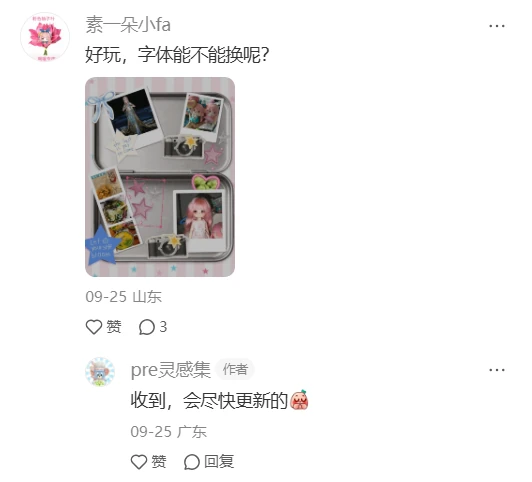 素一朵小fa
好玩，字体能不能换呢？
09-25 山东
赞
3
pre灵感集
作者
收到，会尽快更新的
09-25 广东
赞
回复